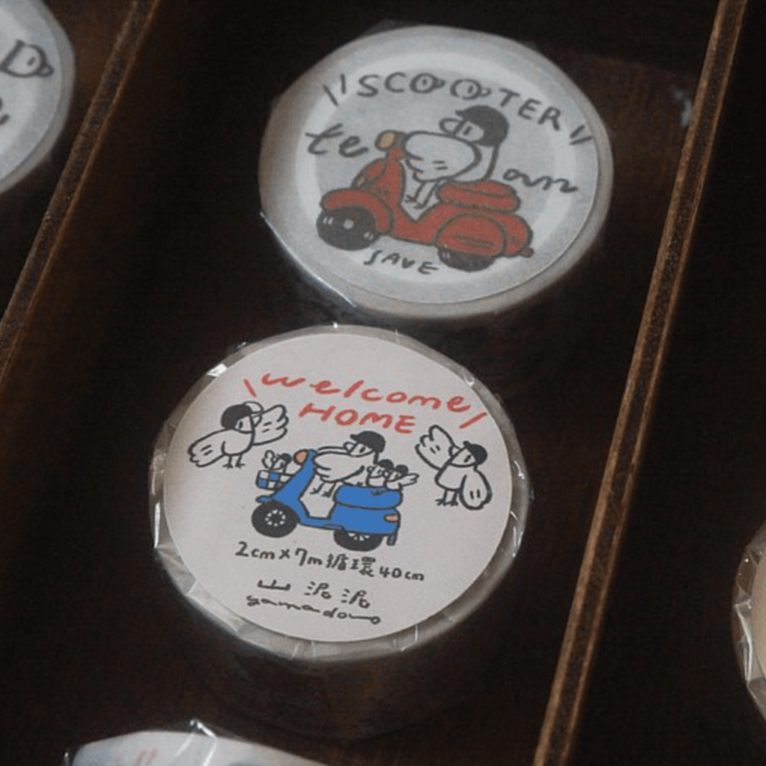 \\SCOOTER//
te an
SAVE
\welcome/
HOME
2cm×7m循環40cm
山泥泥
yamadoro